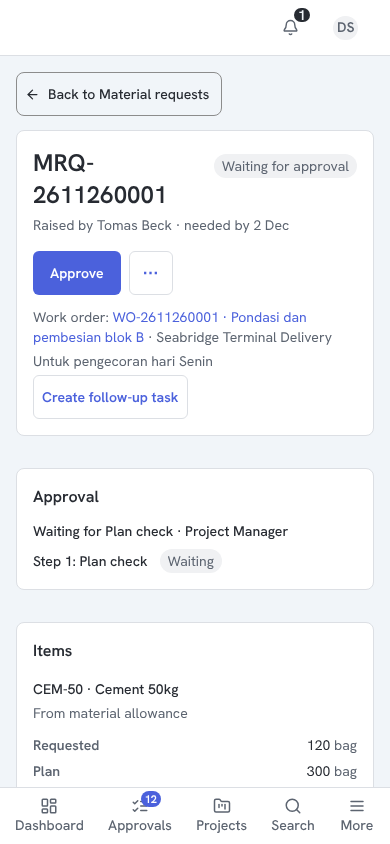 1
DS
← Back to Material requests
MRQ-
2611260001
Waiting for approval
Raised by Tomas Beck · needed by 2 Dec
Approve
...
Work order: WO-2611260001 · Pondasi dan
pembesian blok B · Seabridge Terminal Delivery
Untuk pengecoran hari Senin
Create follow-up task
Approval
Waiting for Plan check · Project Manager
Step 1: Plan check Waiting
Items
CEM-50 · Cement 50kg
From material allowance
Requested 120 bag
Plan 300 bag
12
Dashboard Approvals Projects Search More